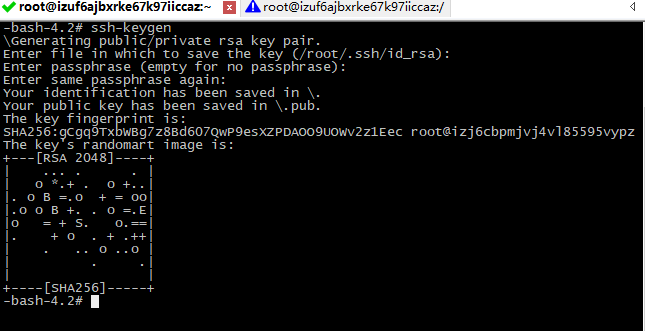 root@izuf6ajbxrke67k97iiccaz:~ x root@izuf6ajbxrke67k97iiccaz:/
-bash-4.2# ssh-keygen
\Generating public/private rsa key pair.
Enter file in which to save the key (/root/.ssh/id_rsa):
Enter passphrase (empty for no passphrase):
Enter same passphrase again:
Your identification has been saved in \.
Your public key has been saved in \.pub.
The key fingerprint is:
SHA256:gCgq9TxbWBg7z8Bd607QwP9esXZPDAOO9UOWv2z1Eec root@izj6cbpmjvj4vl85595vypz
The key's randomart image is:
+---[RSA 2048]----+
|     ... .     . |
|    o *.+ .  o +..|
|. o B =.o  + = oo|
|.o o B +. . o =.E|
|o   = + S.   o.==|
|.    + o  . + .++|
|    .   .. o ..o |
|          .     .|
|                 |
+----[SHA256]-----+
-bash-4.2#